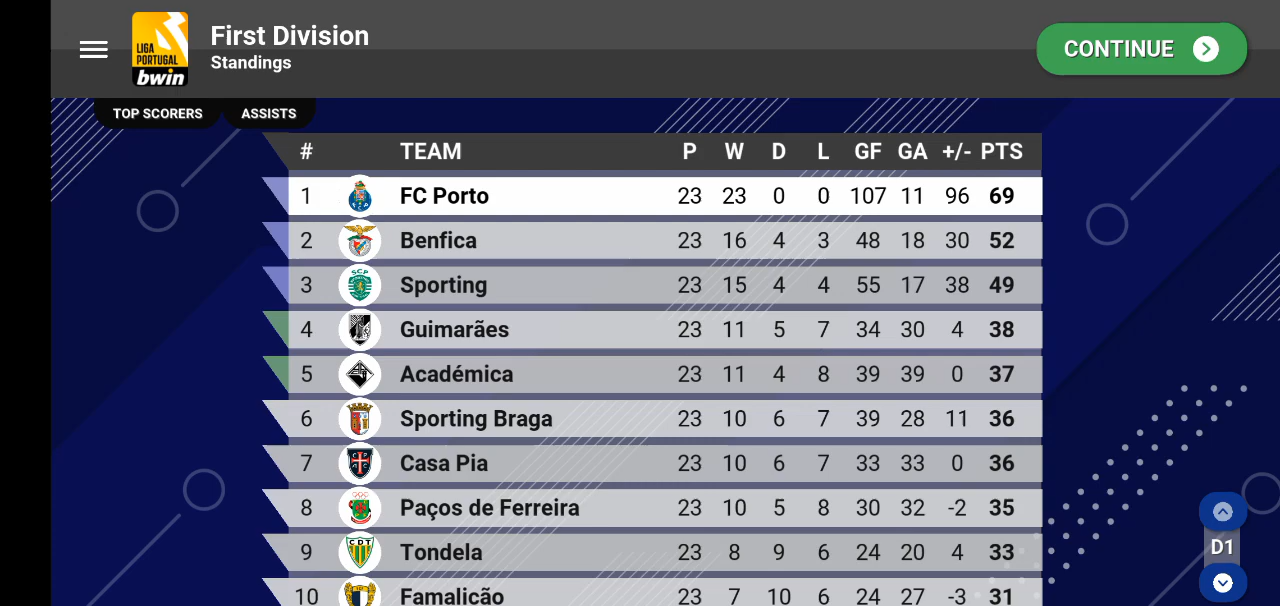 First Division
Standings
LIGA
PORTUGAL
bwin
CONTINUE
TOP SCORERS
ASSISTS
# TEAM P W D L GF GA +/- PTS
1 FC Porto 23 23 0 0 107 11 96 69
2 Benfica 23 16 4 3 48 18 30 52
3 Sporting 23 15 4 4 55 17 38 49
4 Guimarães 23 11 5 7 34 30 4 38
5 Académica 23 11 4 8 39 39 0 37
6 Sporting Braga 23 10 6 7 39 28 11 36
7 Casa Pia 23 10 6 7 33 33 0 36
8 Paços de Ferreira 23 10 5 8 30 32 -2 35
9 Tondela 23 8 9 6 24 20 4 33
10 Famalicão 23 7 10 6 24 27 -3 31
D1